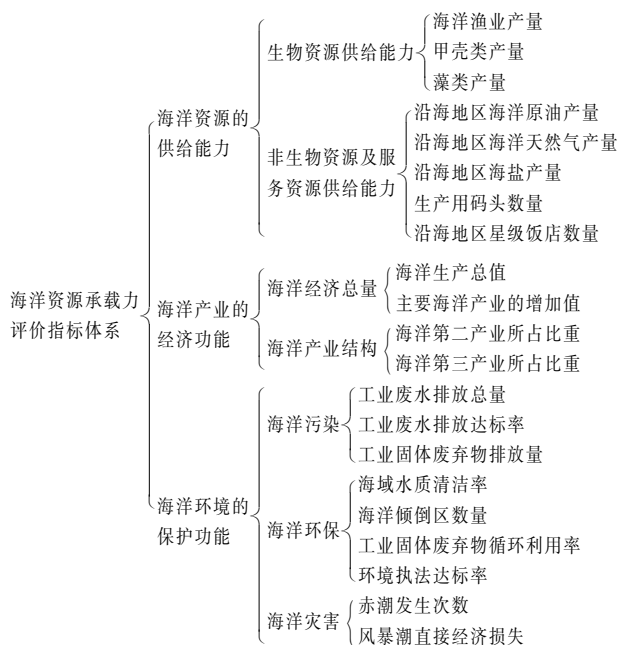 海洋资源承载力
评价指标体系
海洋资源的
供给能力
生物资源供给能力
海洋渔业产量
甲壳类产量
藻类产量
非生物资源及服
务资源供给能力
沿海地区海洋原油产量
沿海地区海洋天然气产量
沿海地区海盐产量
生产用码头数量
沿海地区星级饭店数量
海洋产业的
经济功能
海洋经济总量
海洋生产总值
主要海洋产业的增加值
海洋产业结构
海洋第二产业所占比重
海洋第三产业所占比重
海洋环境的
保护功能
海洋污染
工业废水排放总量
工业废水排放达标率
工业固体废弃物排放量
海洋环保
海域水质清洁率
海洋倾倒区数量
工业固体废弃物循环利用率
环境执法达标率
海洋灾害
赤潮发生次数
风暴潮直接经济损失